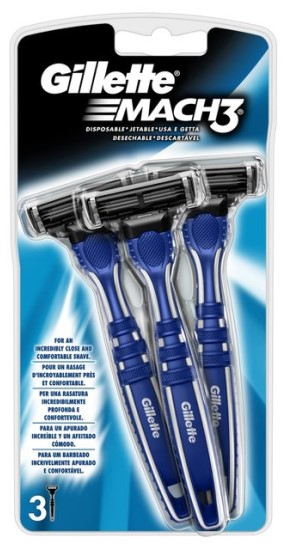 Gillette®
MACH3®
DISPOSABLE • JETABLE • USA E GETTA
DESECHABLE • DESCARTÁVEL
FOR AN
INCREDIBLY CLOSE AND
COMFORTABLE SHAVE.
POUR UN RASAGE
D'INCROYABLEMENT PRÈS
ET CONFORTABLE.
PER UNA RASATURA
INCREDIBILMENTE
PROFONDA E
CONFORTEVOLE.
PARA UN APURADO
INCREÍBLE Y UN AFEITADO
CÓMODO.
PARA UM BARBEADO
INCRIVELMENTE APURADO
E CONFORTÁVEL.
Gillette
Gillette
Gillette
3